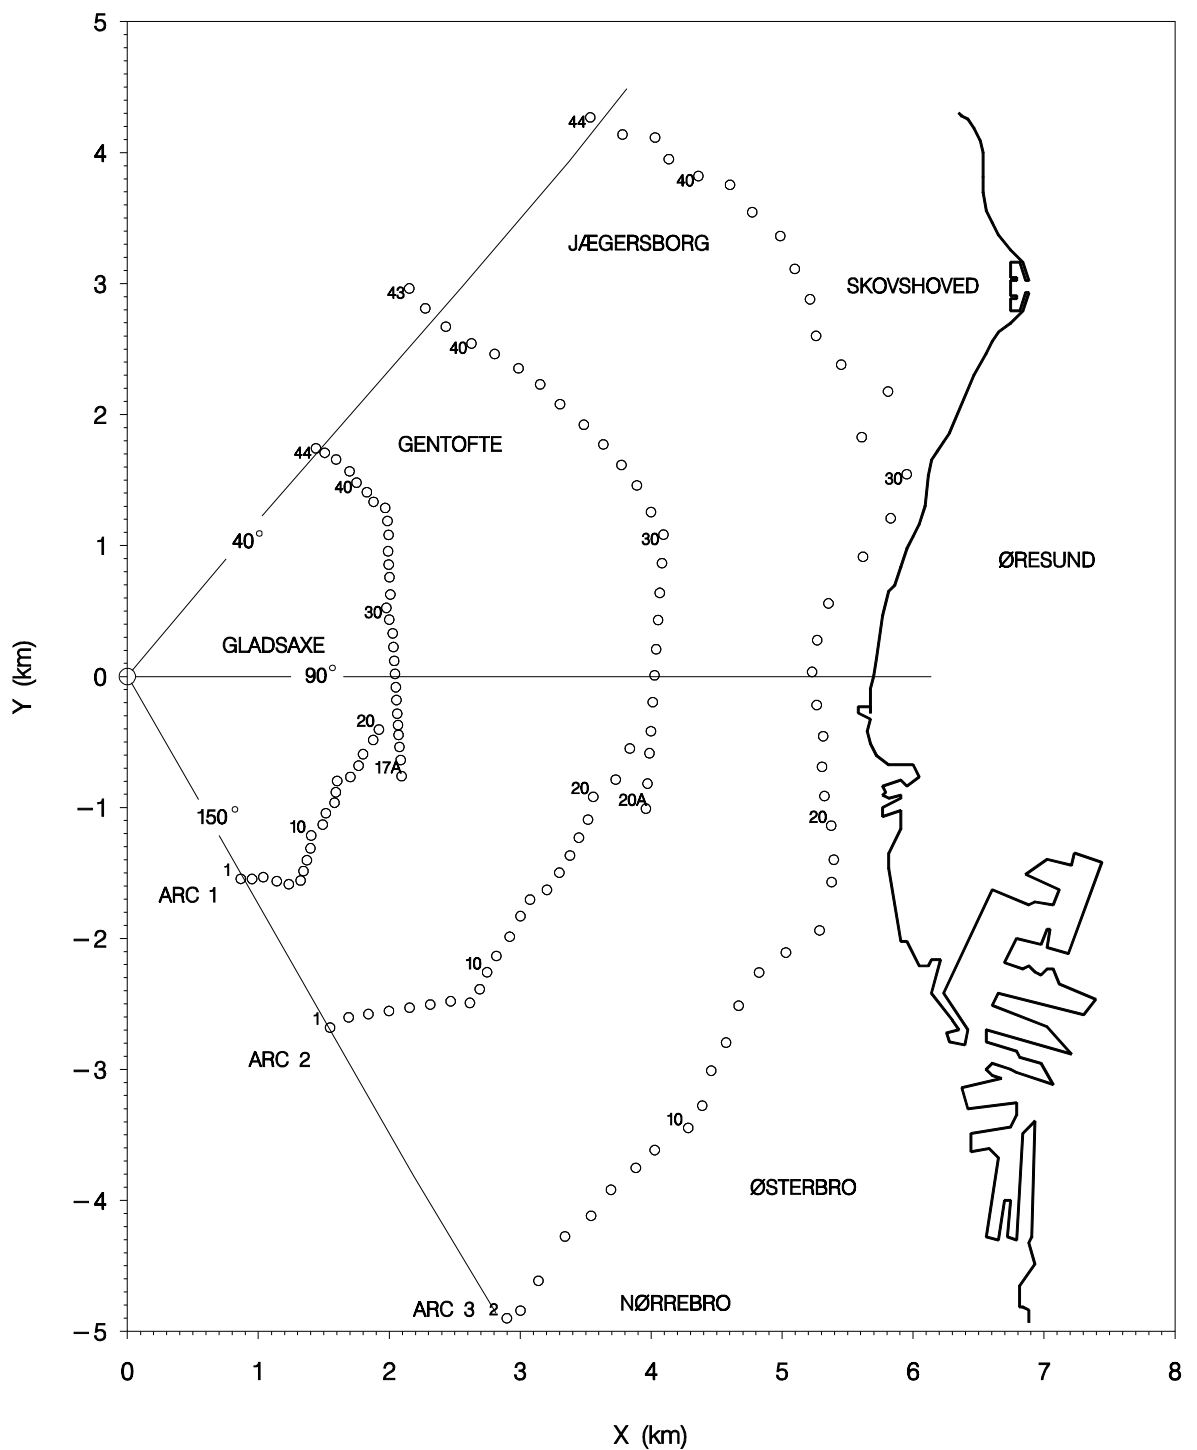 5
44
4
40
JÆGERSBORG
3
43
SKOVSHOVED
40
2
44
GENTOFTE
40
30
1
40°
30
ØRESUND
30
GLADSAXE
0
90°
Y (km)
20
17A
20
20A
−1
150°
10
20
1
ARC 1
−2
10
1
ARC 2
−3
10
−4
ØSTERBRO
ARC 3 2
NØRREBRO
−5
0 1 2 3 4 5 6 7 8
X (km)